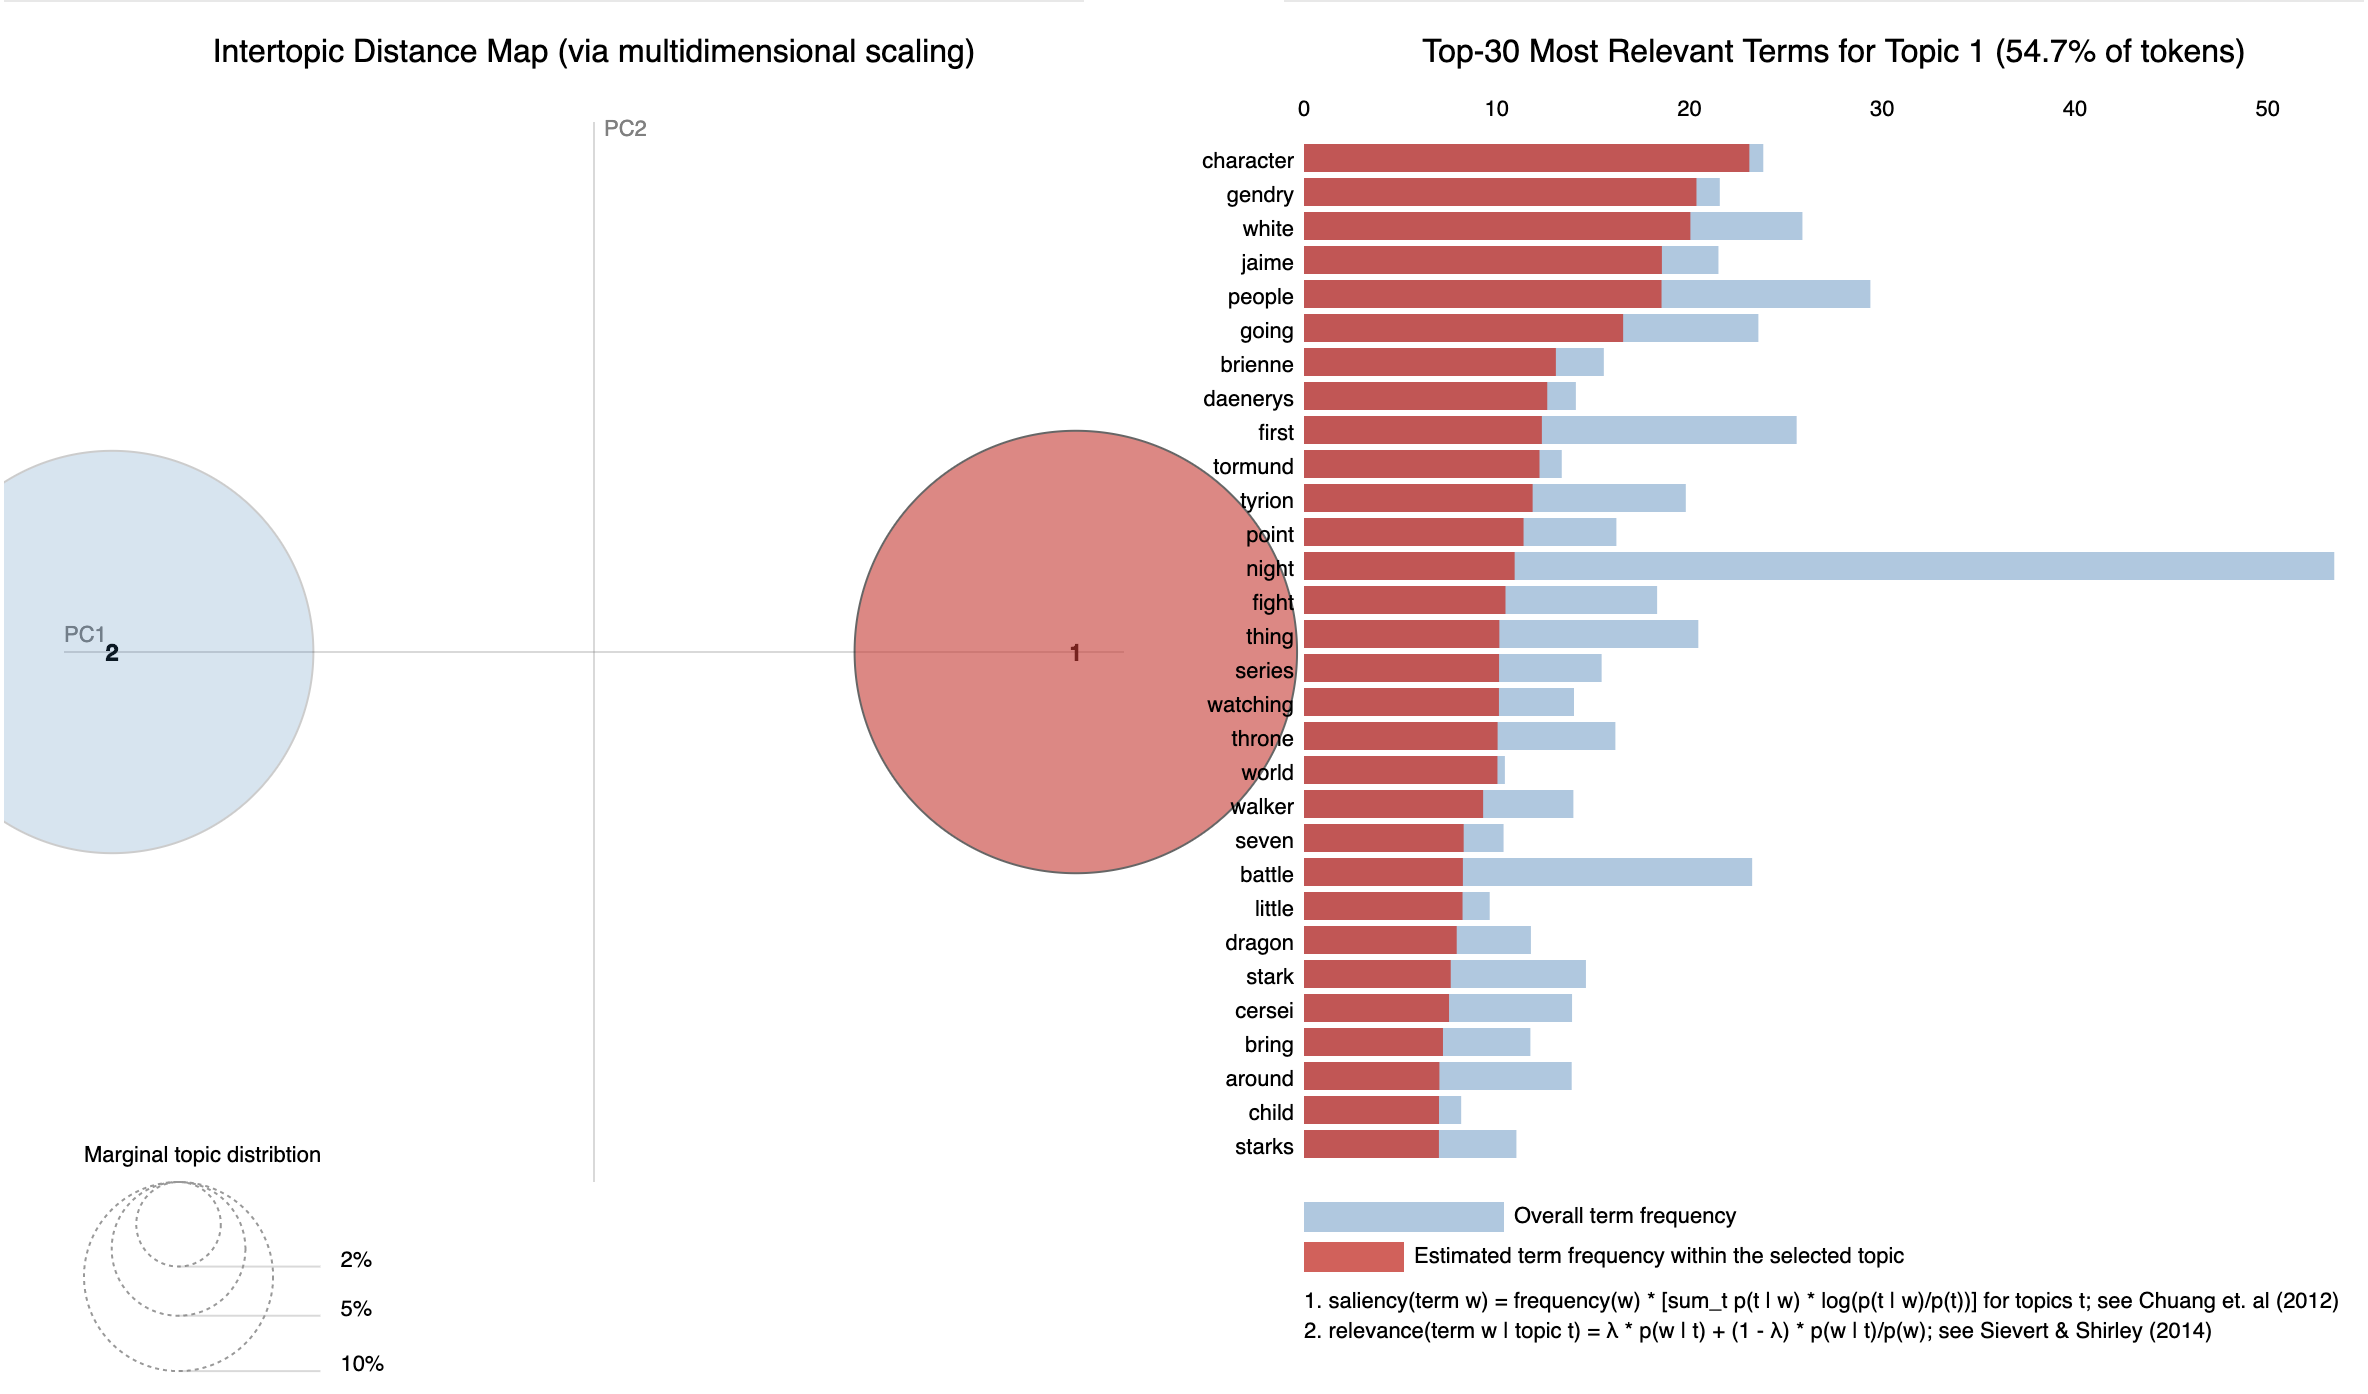 Intertopic Distance Map (via multidimensional scaling)
PC2
PC1
2
1
Marginal topic distribtion
2%
5%
10%
Top-30 Most Relevant Terms for Topic 1 (54.7% of tokens)
0 10 20 30 40 50
character
gendry
white
jaime
people
going
brienne
daenerys
first
tormund
tyrion
point
night
fight
thing
series
watching
throne
world
walker
seven
battle
little
dragon
stark
cersei
bring
around
child
starks
Overall term frequency
Estimated term frequency within the selected topic
1. saliency(term w) = frequency(w) * [sum_t p(t | w) * log(p(t | w)/p(t))] for topics t; see Chuang et. al (2012)
2. relevance(term w | topic t) = λ * p(w | t) + (1 - λ) * p(w | t)/p(w); see Sievert & Shirley (2014)